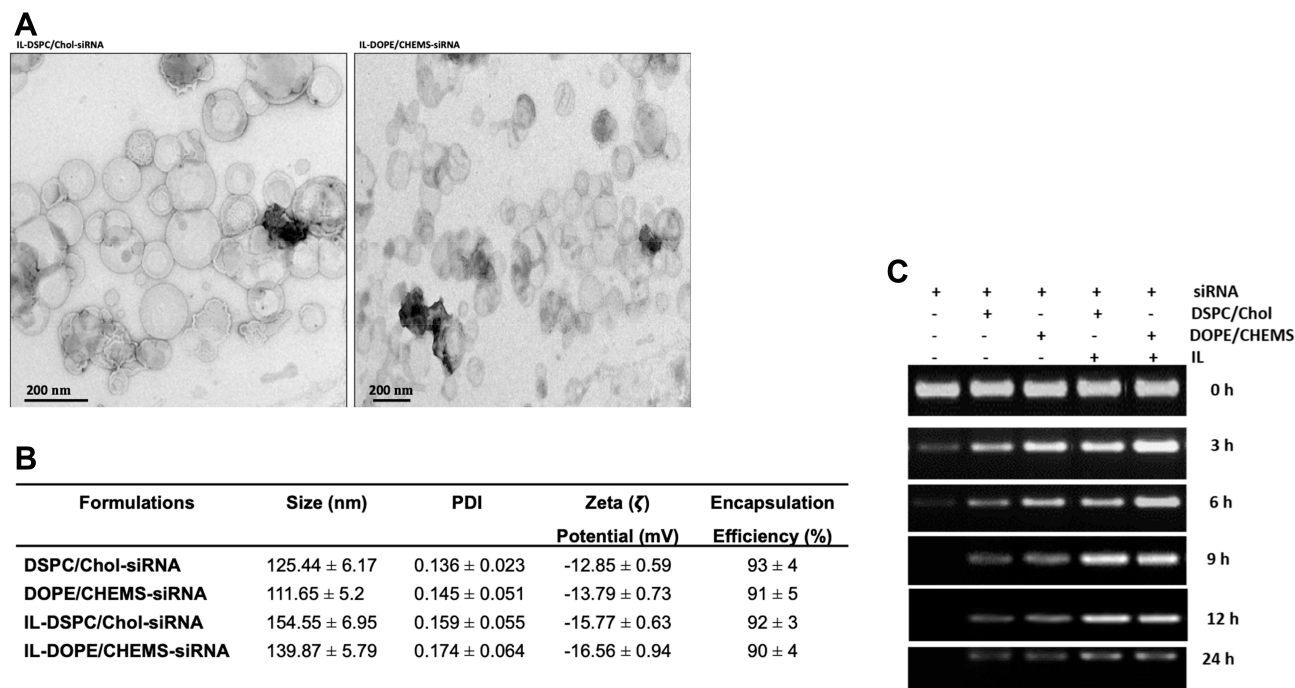 A
IL-DSPC/Chol-siRNA
IL-DOPE/CHEMS-siRNA
200 nm
200 nm
B
Formulations Size (nm) PDI Zeta (ζ) Encapsulation
Potential (mV) Efficiency (%)
DSPC/Chol-siRNA 125.44 ± 6.17 0.136 ± 0.023 -12.85 ± 0.59 93 ± 4
DOPE/CHEMS-siRNA 111.65 ± 5.2 0.145 ± 0.051 -13.79 ± 0.73 91 ± 5
IL-DSPC/Chol-siRNA 154.55 ± 6.95 0.159 ± 0.055 -15.77 ± 0.63 92 ± 3
IL-DOPE/CHEMS-siRNA 139.87 ± 5.79 0.174 ± 0.064 -16.56 ± 0.94 90 ± 4
C
+ + + + + siRNA
- + - + - DSPC/Chol
- - + - + DOPE/CHEMS
- - - + + IL
0 h
3 h
6 h
9 h
12 h
24 h